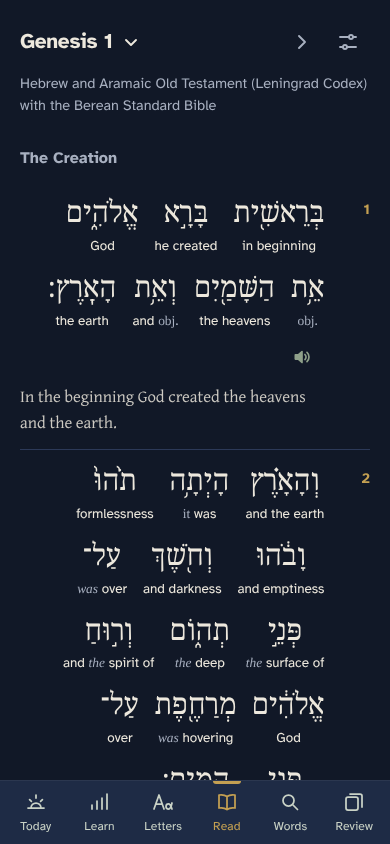 Genesis 1
Hebrew and Aramaic Old Testament (Leningrad Codex)
with the Berean Standard Bible
The Creation
בְּרֵאשִׁ֖ית בָּרָ֣א אֱלֹהִ֑ים 1
in beginning he created God
אֵ֥ת הַשָּׁמַ֖יִם וְאֵ֥ת הָאָֽרֶץ׃
obj. the heavens and obj. the earth
In the beginning God created the heavens
and the earth.
וְהָאָ֗רֶץ הָיְתָ֥ה תֹ֙הוּ֙ 2
and the earth it was formlessness
וָבֹ֔הוּ וְחֹ֖שֶׁךְ עַל־
and emptiness and darkness was over
פְּנֵ֣י תְה֑וֹם וְר֣וּחַ
the surface of the deep and the spirit of
אֱלֹהִ֔ים מְרַחֶ֖פֶת עַל־
God was hovering over
Today Learn Letters Read Words Review